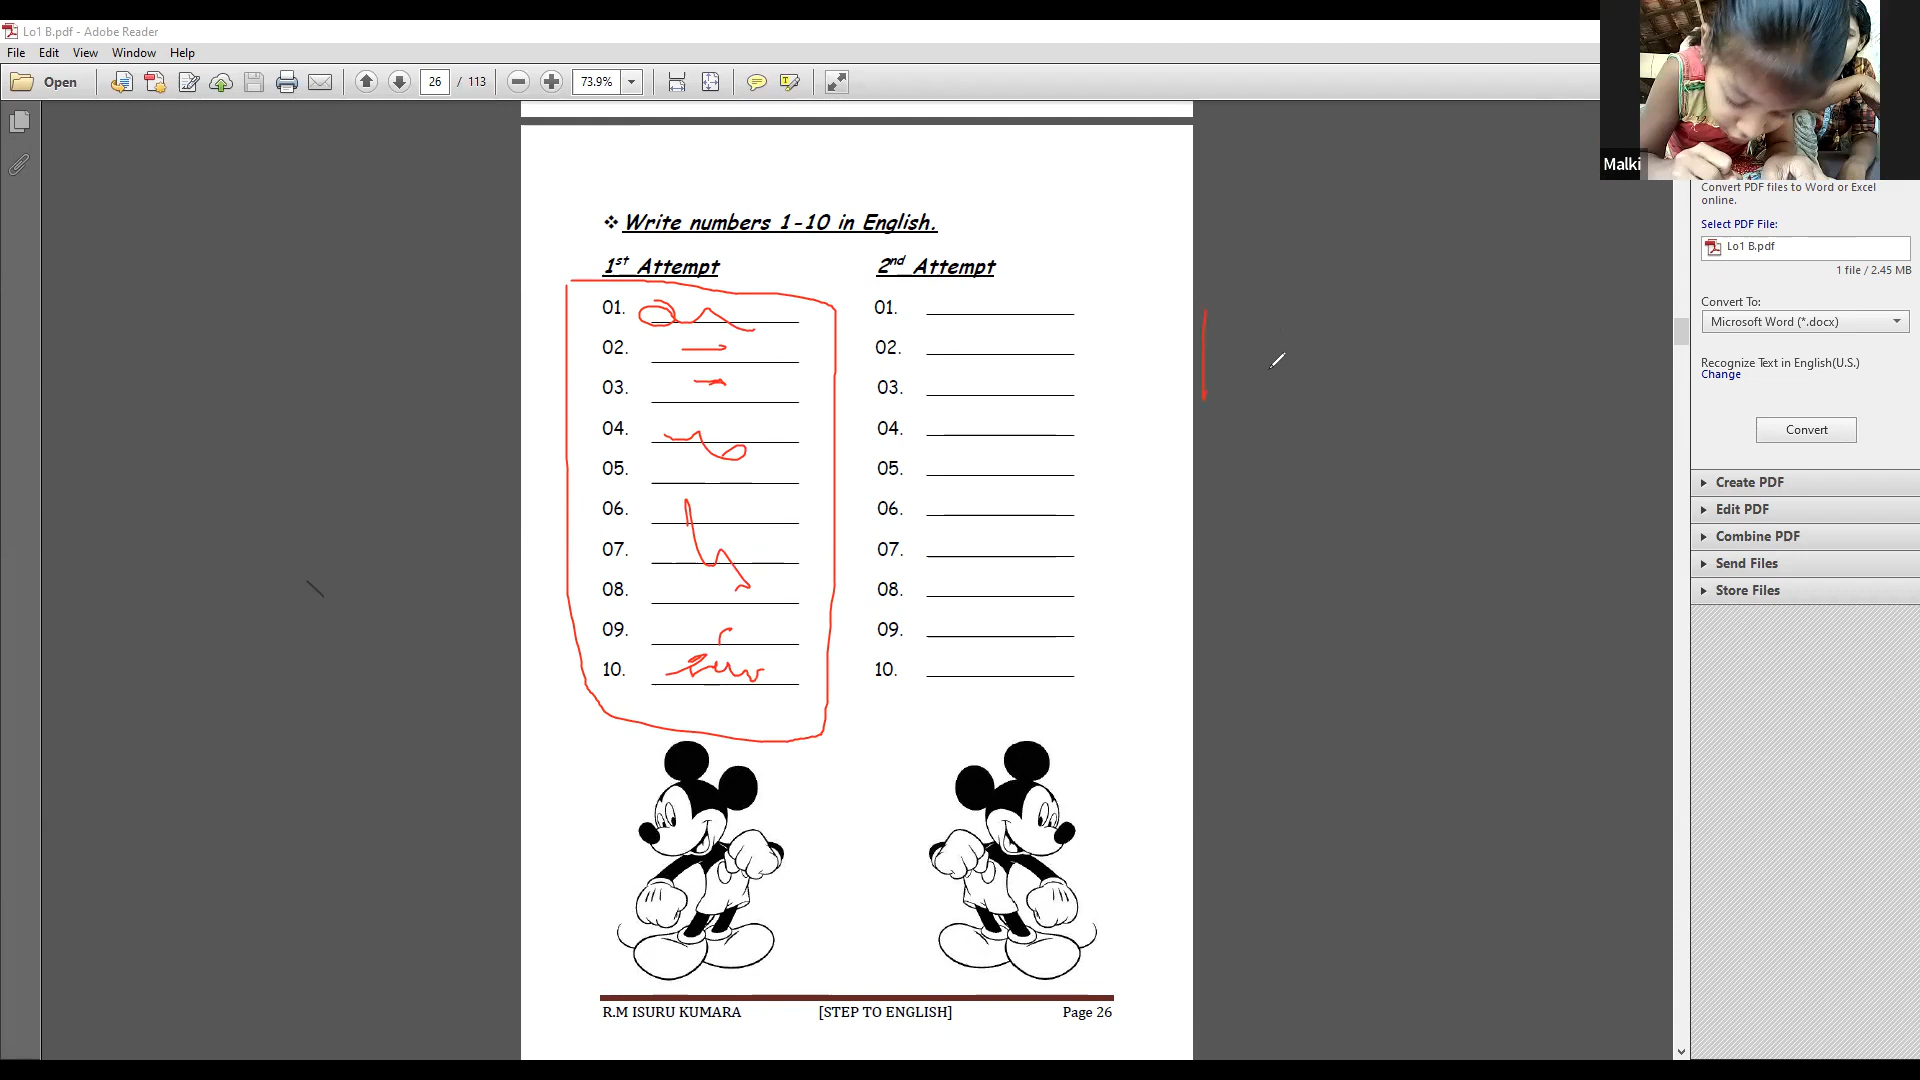 Lo1 B.pdf - Adobe Reader
File Edit View Window Help
Open 26 / 113 73.9%
Malki
Convert PDF files to Word or Excel
online.
Select PDF File:
Lo1 B.pdf
1 file / 2.45 MB
Convert To:
Microsoft Word (*.docx)
Recognize Text in English(U.S.)
Change
Convert
Create PDF
Edit PDF
Combine PDF
Send Files
Store Files
❖ Write numbers 1-10 in English.
1st Attempt
01.
02.
03.
04.
05.
06.
07.
08.
09.
10.
2nd Attempt
01.
02.
03.
04.
05.
06.
07.
08.
09.
10.
R.M ISURU KUMARA [STEP TO ENGLISH] Page 26